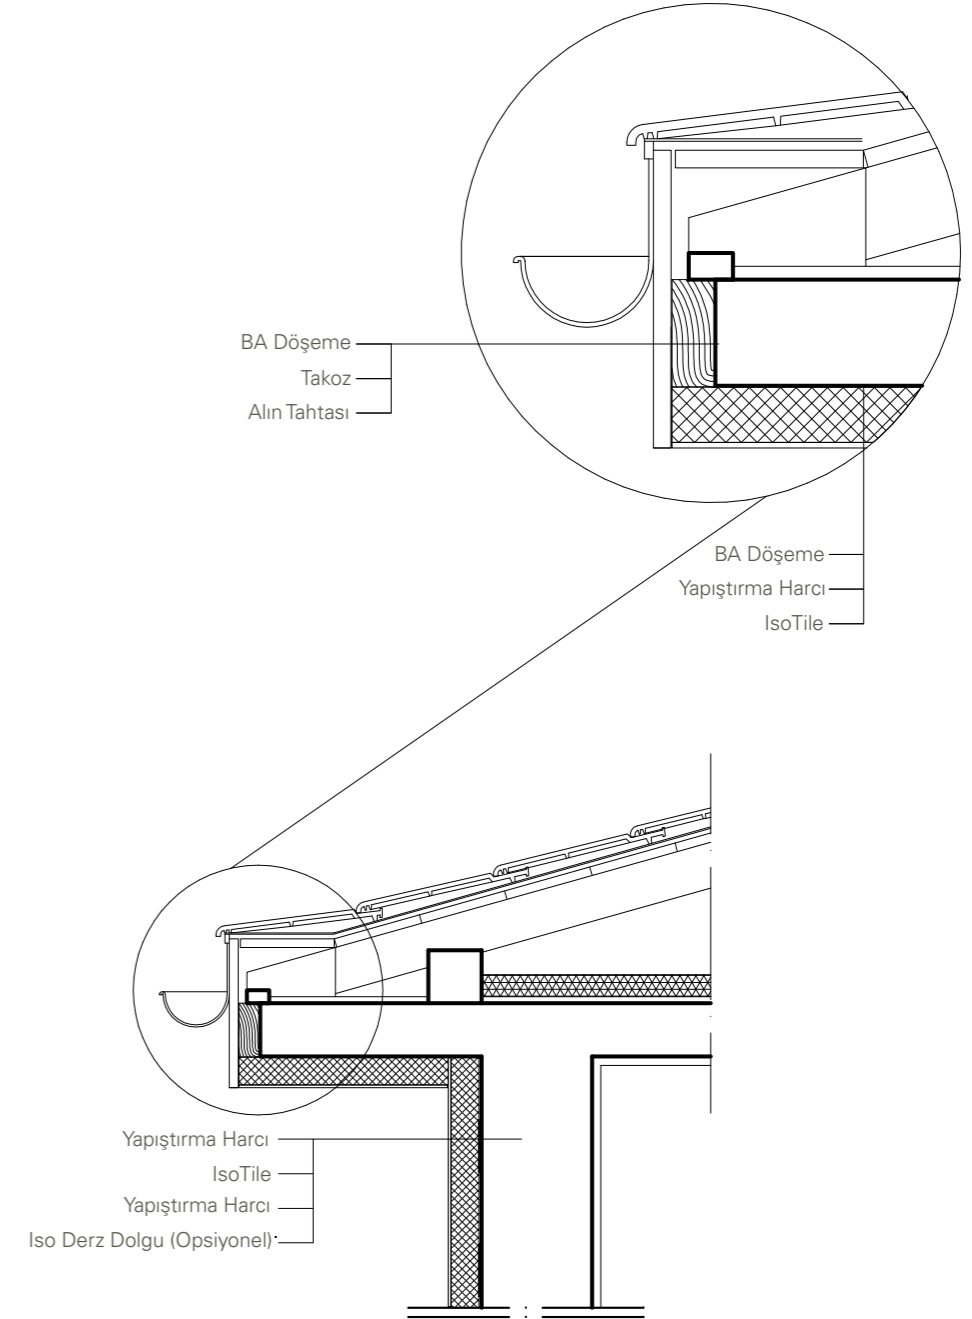 BA Döşeme
Takoz
Alın Tahtası
BA Döşeme
Yapıştırma Harcı
IsoTile
Yapıştırma Harcı
IsoTile
Yapıştırma Harcı
Iso Derz Dolgu (Opsiyonel)